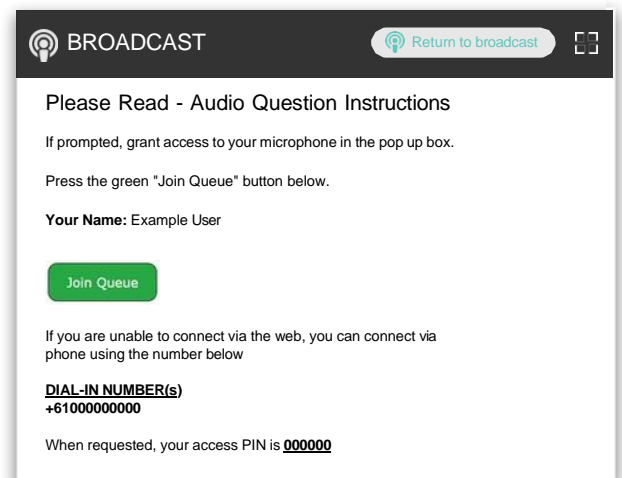 BROADCAST
Return to broadcast
Please Read - Audio Question Instructions
If prompted, grant access to your microphone in the pop up box.
Press the green "Join Queue" button below.
Your Name: Example User
Join Queue
If you are unable to connect via the web, you can connect via
phone using the number below
DIAL-IN NUMBER(s)
+61000000000
When requested, your access PIN is 000000